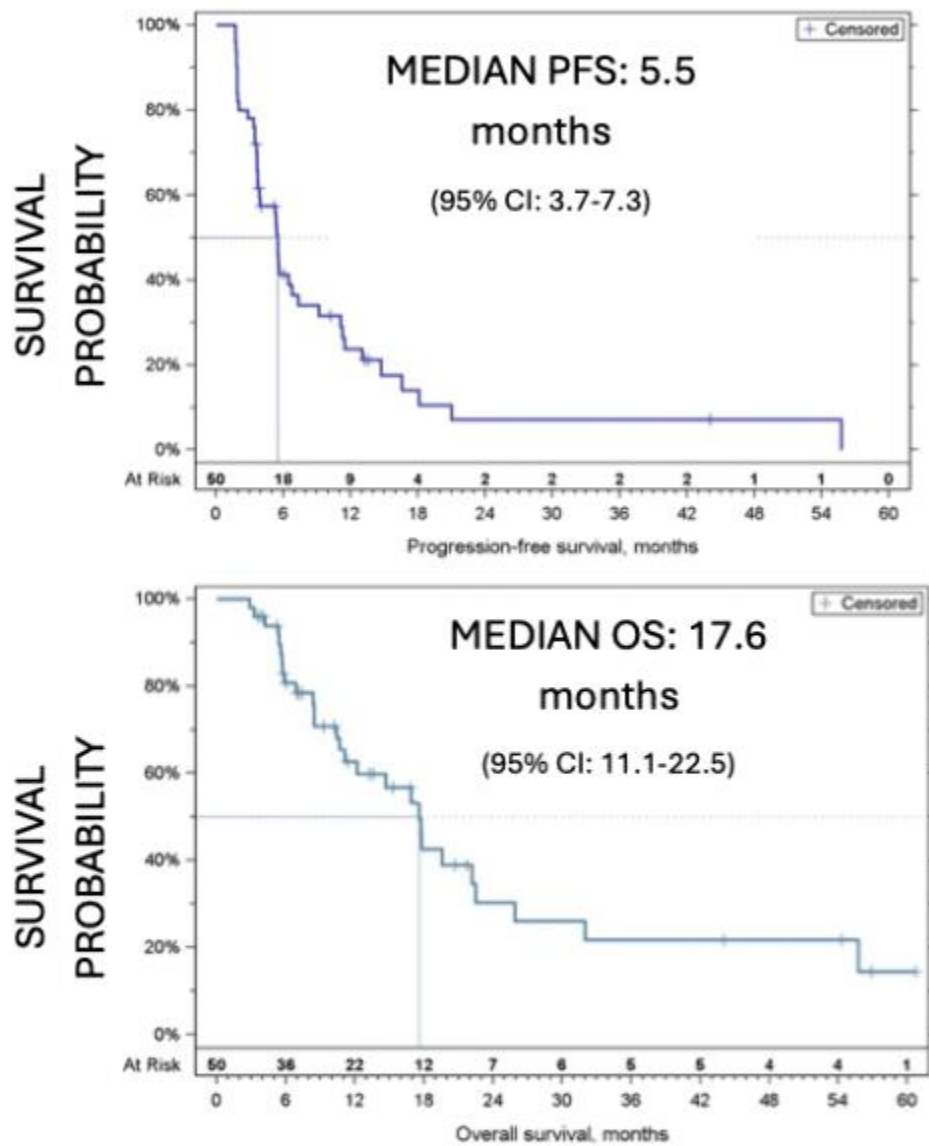 100%
+ Censored
MEDIAN PFS: 5.5
months
(95% CI: 3.7-7.3)
SURVIVAL
PROBABILITY
80%
60%
40%
20%
0%
At Risk 50 18 9 4 2 2 2 2 1 1 0
0 6 12 18 24 30 36 42 48 54 60
Progression-free survival, months
100%
+ Censored
MEDIAN OS: 17.6
months
(95% CI: 11.1-22.5)
SURVIVAL
PROBABILITY
80%
60%
40%
20%
0%
At Risk 50 36 22 12 7 6 5 5 4 4 1
0 6 12 18 24 30 36 42 48 54 60
Overall survival, months